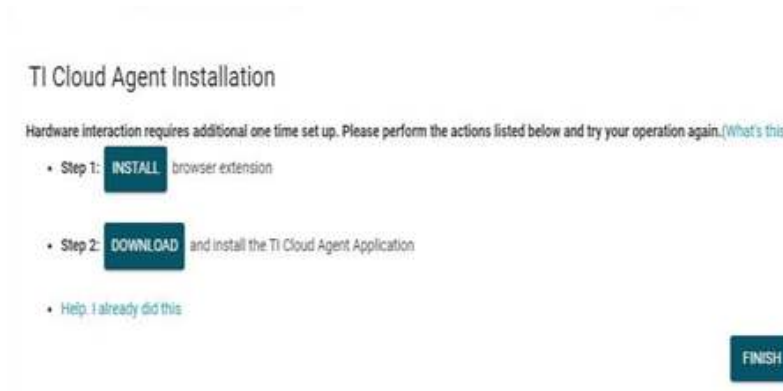 TI Cloud Agent Installation
Hardware interaction requires additional one time set up. Please perform the actions listed below and try your operation again.(What's this
• Step 1: INSTALL browser extension
• Step 2: DOWNLOAD and install the TI Cloud Agent Application
• Help. I already did this
FINISH